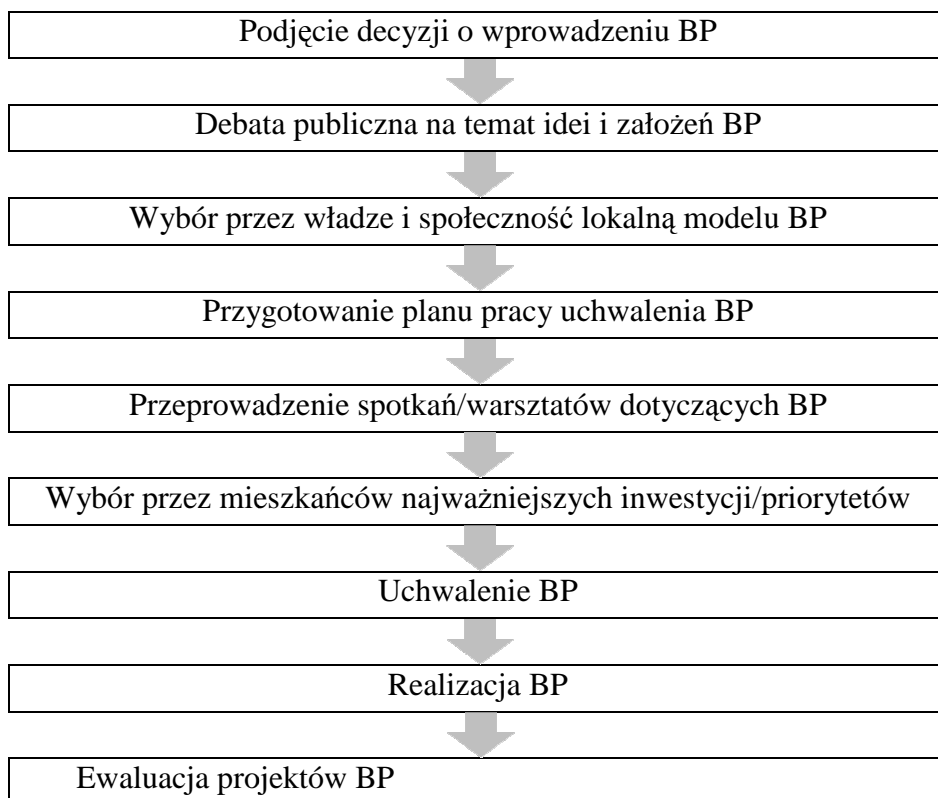 Podjęcie decyzji o wprowadzeniu BP
Debata publiczna na temat idei i założeń BP
Wybór przez władze i społeczność lokalną modelu BP
Przygotowanie planu pracy uchwalenia BP
Przeprowadzenie spotkań/warsztatów dotyczących BP
Wybór przez mieszkańców najważniejszych inwestycji/priorytetów
Uchwalenie BP
Realizacja BP
Ewaluacja projektów BP